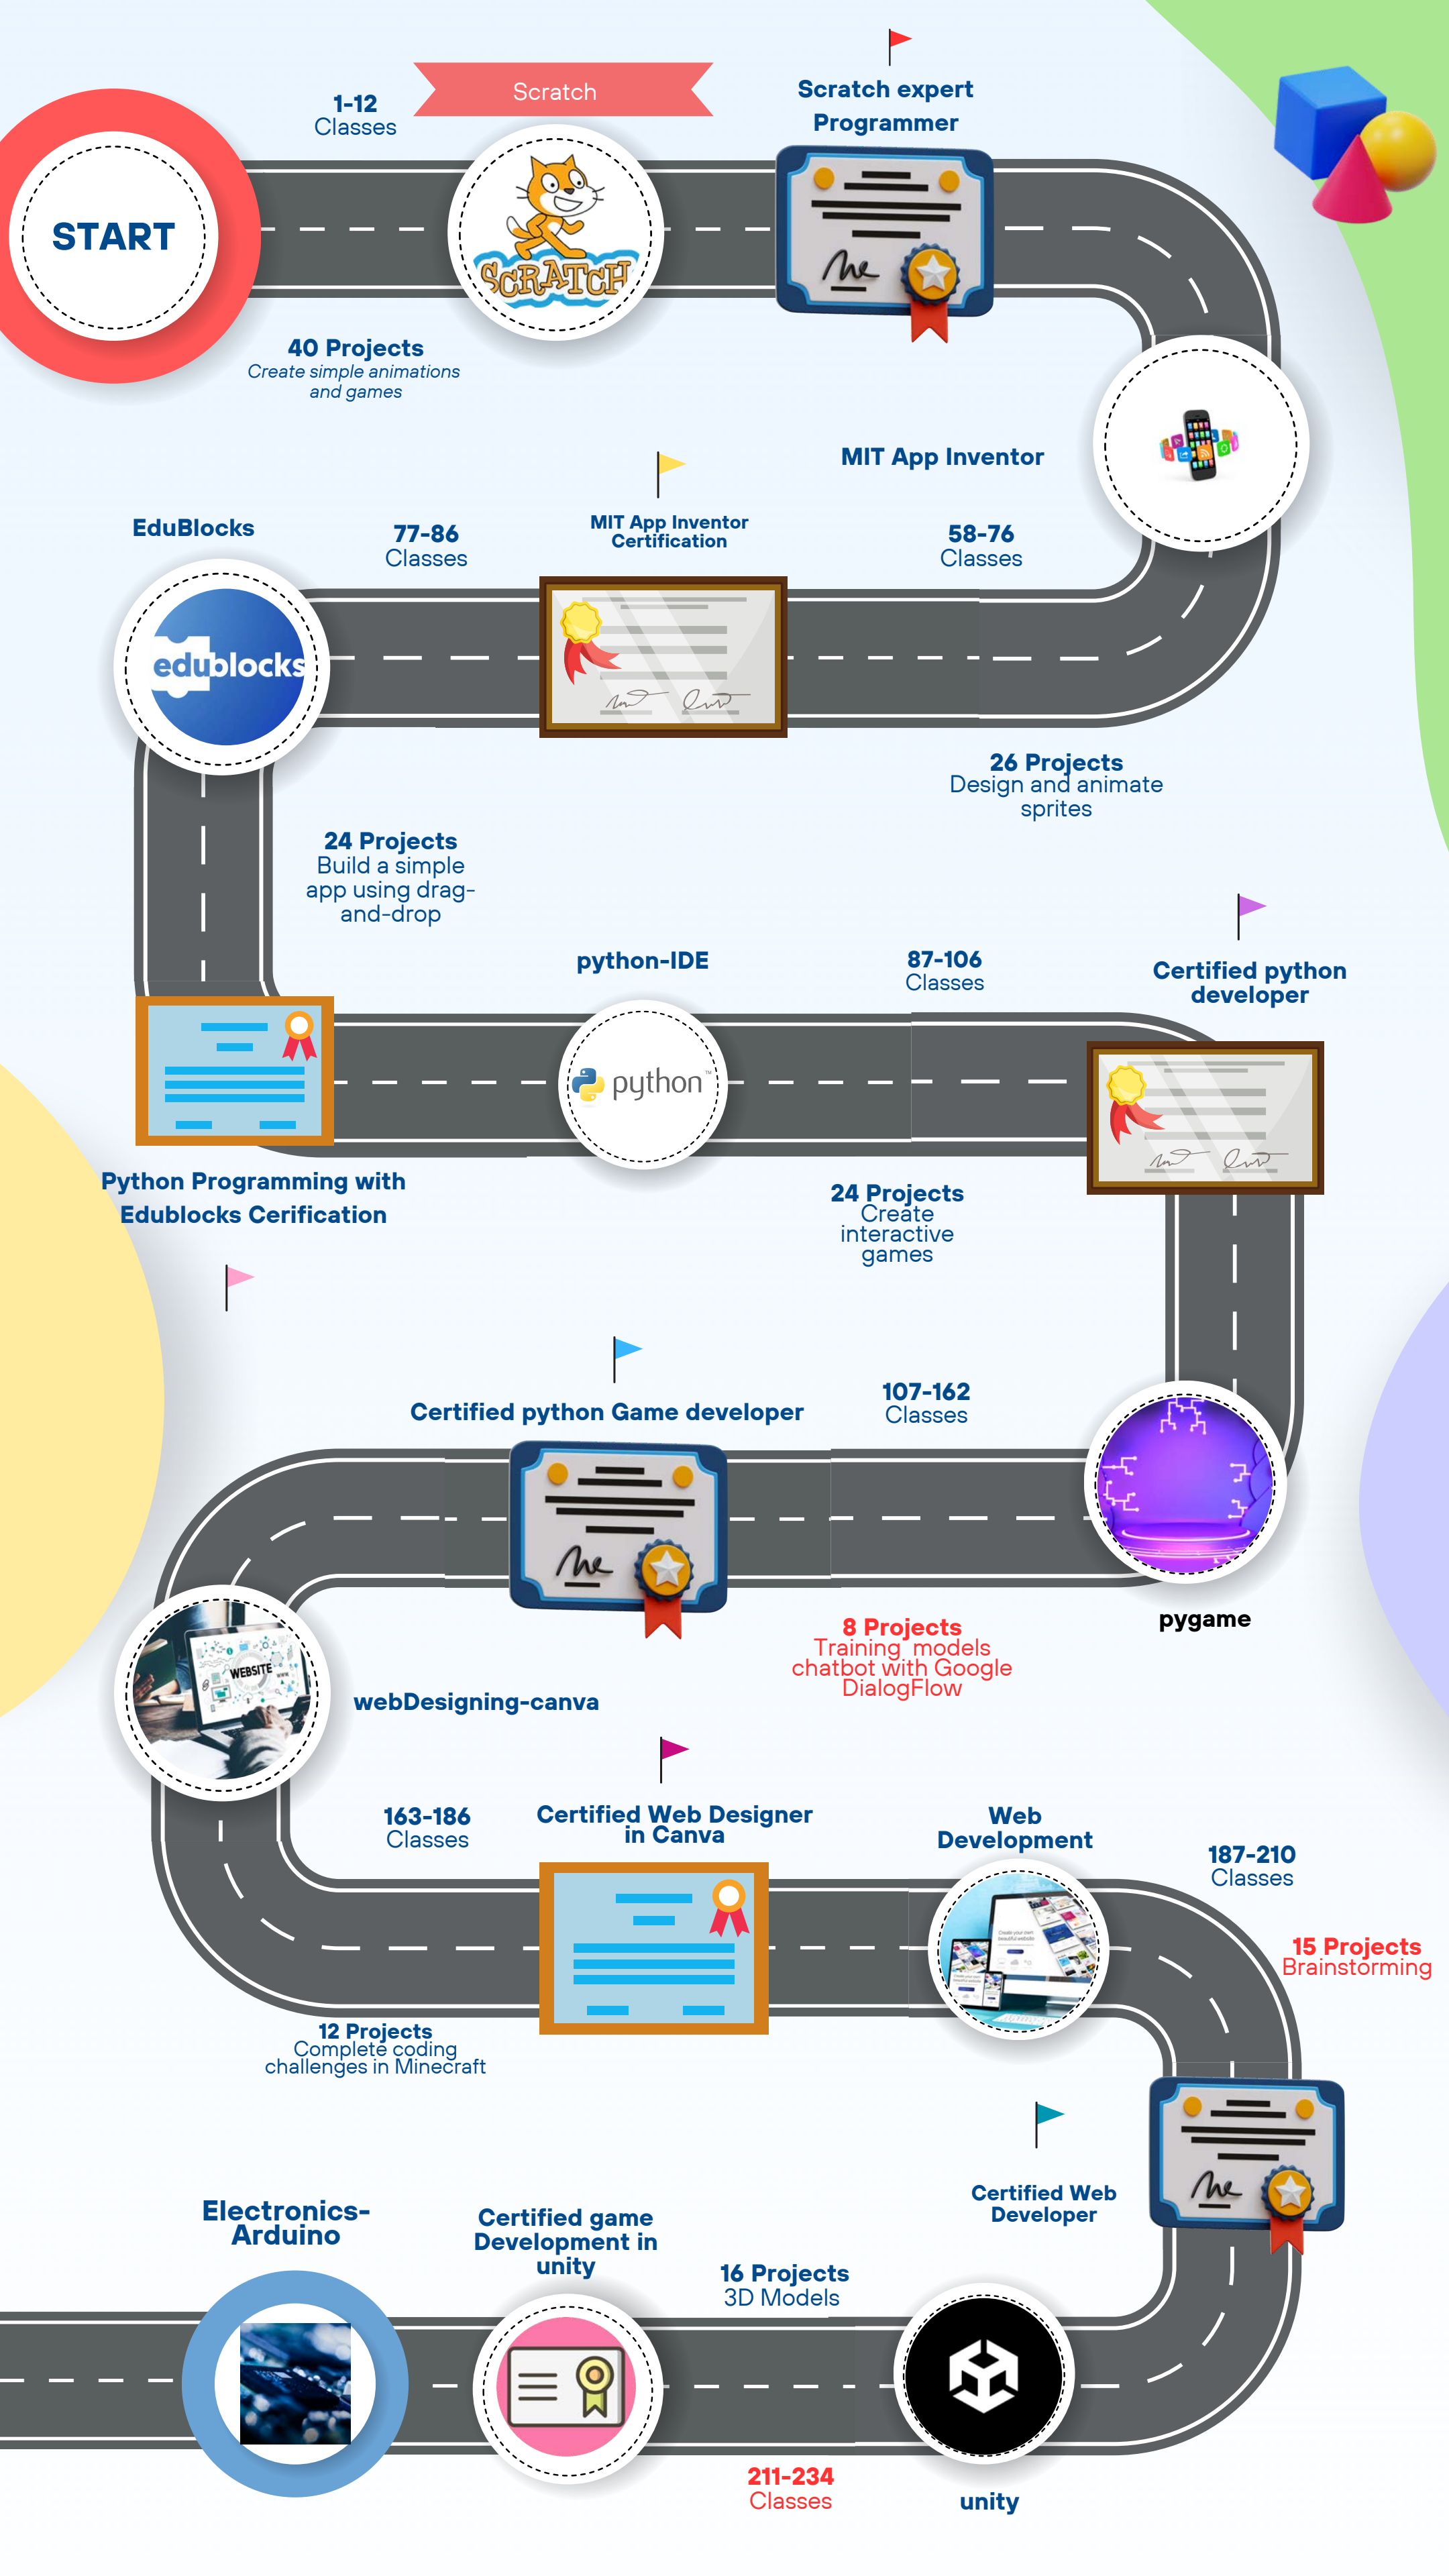 Scratch
Scratch expert
Programmer
1-12
Classes
START
SCRATCH
40 Projects
Create simple animations
and games
MIT App Inventor
EduBlocks
77-86
Classes
MIT App Inventor
Certification
58-76
Classes
edublocks
26 Projects
Design and animate
sprites
24 Projects
Build a simple
app using drag-
and-drop
python-IDE
87-106
Classes
Certified python
developer
python™
Python Programming with
Edublocks Cerification
24 Projects
Create
interactive
games
Certified python Game developer
107-162
Classes
pygame
8 Projects
Training models
chatbot with Google
DialogFlow
WEBSITE
webDesigning-canva
163-186
Classes
Certified Web Designer
in Canva
Web
Development
187-210
Classes
Create your own
beautiful website
15 Projects
Brainstorming
12 Projects
Complete coding
challenges in Minecraft
Certified Web
Developer
Electronics-
Arduino
Certified game
Development in
unity
16 Projects
3D Models
211-234
Classes
unity